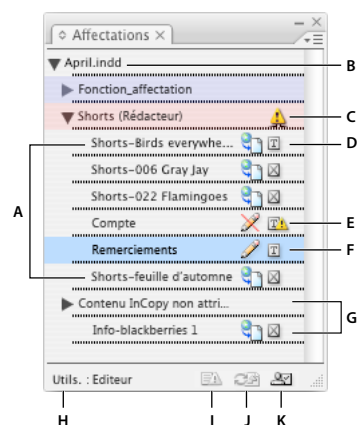 Affectations ×
April.indd
B
Fonction_affectation
Shorts (Rédacteur)
C
Shorts-Birds everywhe...
T
D
Shorts-006 Gray Jay
A
Shorts-022 Flamingoes
Compte
T
E
Remerciements
T
F
Shorts-feuille d'automne
Contenu InCopy non attri...
G
Info-blackberries 1
Utils. : Editeur
H
I
J
K